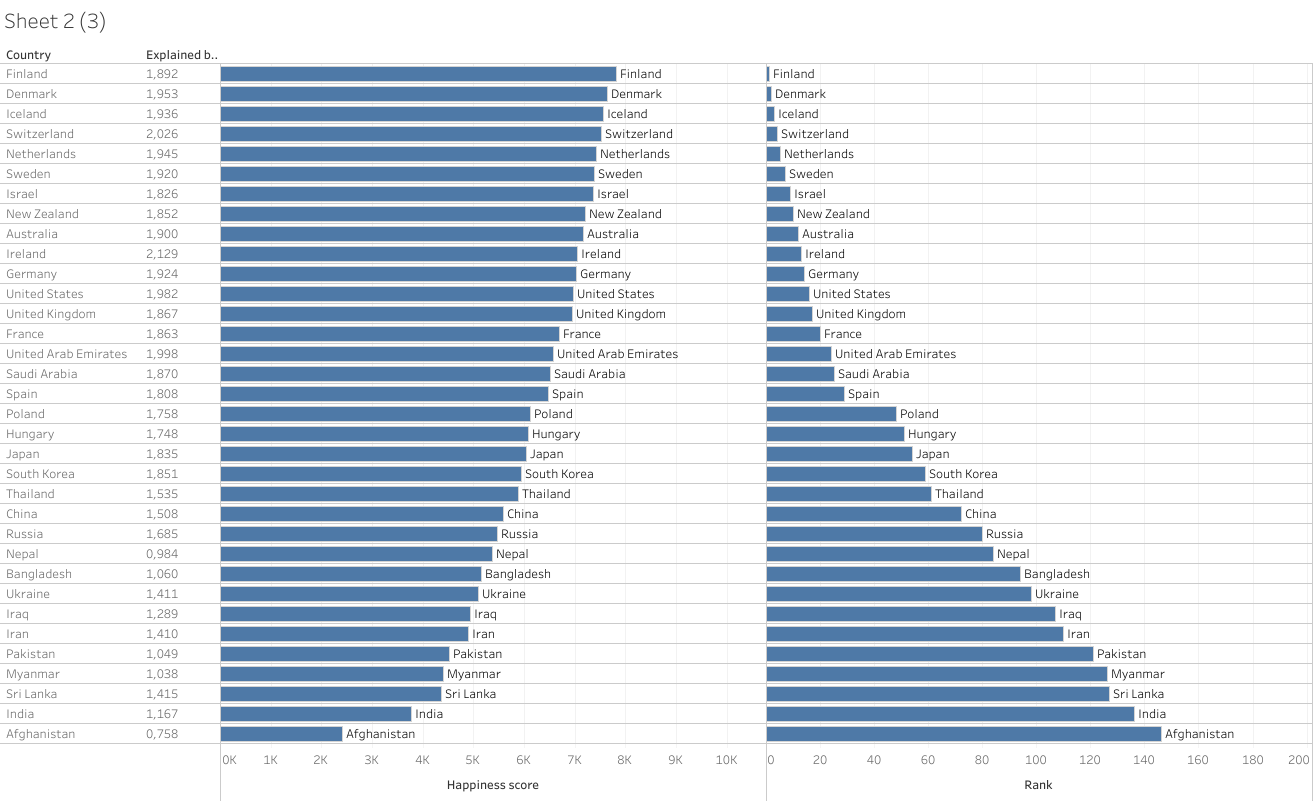 Sheet 2 (3)
Country Explained b..
Finland 1,892 Finland Finland
Denmark 1,953 Denmark Denmark
Iceland 1,936 Iceland Iceland
Switzerland 2,026 Switzerland Switzerland
Netherlands 1,945 Netherlands Netherlands
Sweden 1,920 Sweden Sweden
Israel 1,826 Israel Israel
New Zealand 1,852 New Zealand New Zealand
Australia 1,900 Australia Australia
Ireland 2,129 Ireland Ireland
Germany 1,924 Germany Germany
United States 1,982 United States United States
United Kingdom 1,867 United Kingdom United Kingdom
France 1,863 France France
United Arab Emirates 1,998 United Arab Emirates United Arab Emirates
Saudi Arabia 1,870 Saudi Arabia Saudi Arabia
Spain 1,808 Spain Spain
Poland 1,758 Poland Poland
Hungary 1,748 Hungary Hungary
Japan 1,835 Japan Japan
South Korea 1,851 South Korea South Korea
Thailand 1,535 Thailand Thailand
China 1,508 China China
Russia 1,685 Russia Russia
Nepal 0,984 Nepal Nepal
Bangladesh 1,060 Bangladesh Bangladesh
Ukraine 1,411 Ukraine Ukraine
Iraq 1,289 Iraq Iraq
Iran 1,410 Iran Iran
Pakistan 1,049 Pakistan Pakistan
Myanmar 1,038 Myanmar Myanmar
Sri Lanka 1,415 Sri Lanka Sri Lanka
India 1,167 India India
Afghanistan 0,758 Afghanistan Afghanistan
0K 1K 2K 3K 4K 5K 6K 7K 8K 9K 10K 0 20 40 60 80 100 120 140 160 180 200
Happiness score Rank